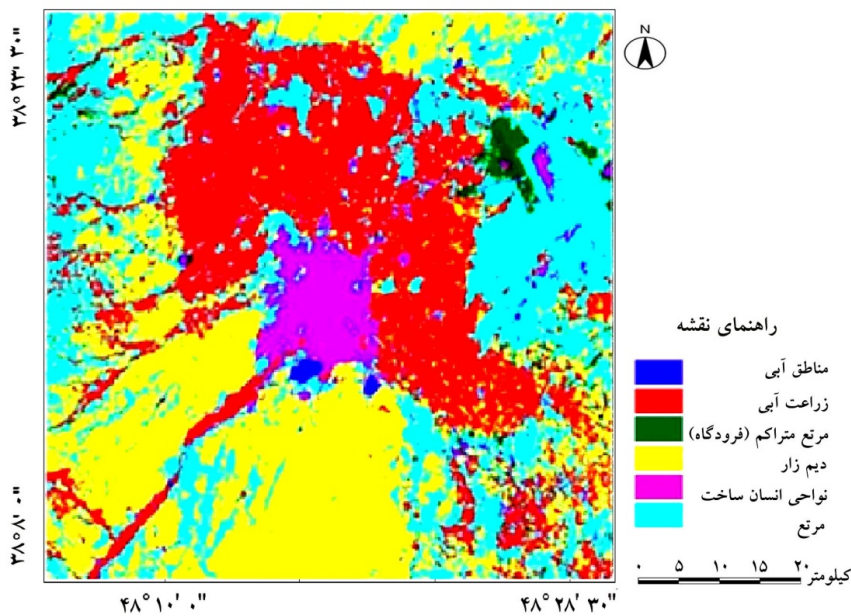 N
۳۸° ۲۳' ۳۰"
۳۸° ۸' ۰"
۴۸° ۱۰' ۰"
۴۸° ۲۸' ۳۰"
راهنمای نقشه
مناطق آبی
زراعت آبی
مرتع متراکم (فرودگاه)
دیم زار
نواحی انسان ساخت
مرتع
۰ ۵ ۱۰ ۱۵ ۲۰
کیلومتر